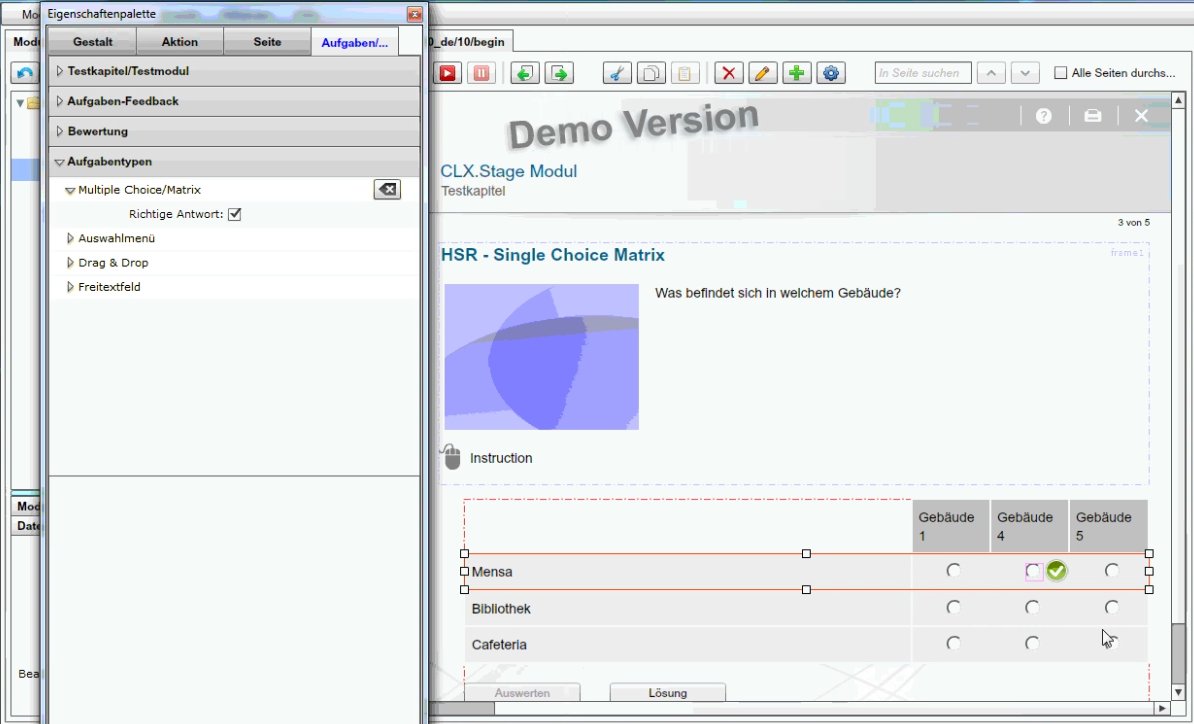 Eigenschaftenpalette
Gestalt
Aktion
Seite
Aufgaben/...
Testkapitel/Testmodul
Aufgaben-Feedback
Bewertung
Aufgabentypen
Multiple Choice/Matrix
Richtige Antwort:
Auswahlmenü
Drag & Drop
Freitextfeld
Mo
Modu
Mod
Date
Bea
0_de/10/begin
In Seite suchen
Alle Seiten durchs...
Demo Version
CLX.Stage Modul
Testkapitel
3 von 5
HSR - Single Choice Matrix
frame1
Was befindet sich in welchem Gebäude?
Instruction
Gebäude 
1
Gebäude 
4
Gebäude 
5
Mensa
Bibliothek
Cafeteria
Auswerten
Lösung